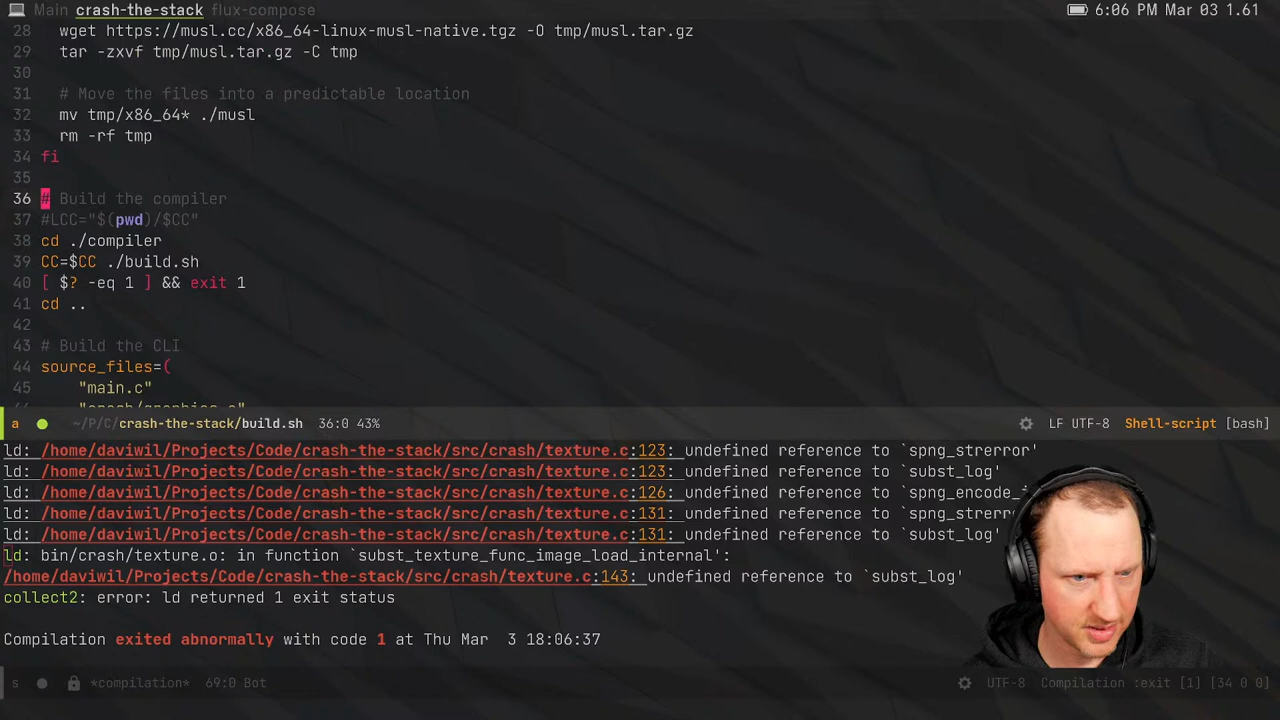 Main crash-the-stack flux-compose 6:06 PM Mar 03 1.61
28 wget https://musl.cc/x86_64-linux-musl-native.tgz -O tmp/musl.tar.gz
29 tar -zxvf tmp/musl.tar.gz -C tmp
30
31 # Move the files into a predictable location
32 mv tmp/x86_64* ./musl
33 rm -rf tmp
34 fi
35
36 # Build the compiler
37 #LCC="$(pwd)/$CC"
38 cd ./compiler
39 CC=$CC ./build.sh
40 [ $? -eq 1 ] && exit 1
41 cd ..
42
43 # Build the CLI
44 source_files=(
45 "main.c"
a ~/P/C/crash-the-stack/build.sh 36:0 43% LF UTF-8 Shell-script [bash]
ld: /home/daviwil/Projects/Code/crash-the-stack/src/crash/texture.c:123: undefined reference to `spng_strerror'
ld: /home/daviwil/Projects/Code/crash-the-stack/src/crash/texture.c:123: undefined reference to `subst_log'
ld: /home/daviwil/Projects/Code/crash-the-stack/src/crash/texture.c:126: undefined reference to `spng_encode_
ld: /home/daviwil/Projects/Code/crash-the-stack/src/crash/texture.c:131: undefined reference to `spng_stre
ld: /home/daviwil/Projects/Code/crash-the-stack/src/crash/texture.c:131: undefined reference to `subst_log'
ld: bin/crash/texture.o: in function `subst_texture_func_image_load_internal':
/home/daviwil/Projects/Code/crash-the-stack/src/crash/texture.c:143: undefined reference to `subst_log'
collect2: error: ld returned 1 exit status
Compilation exited abnormally with code 1 at Thu Mar  3 18:06:37
s *compilation* 69:0 Bot UTF-8 Compilation :exit [1] [34 0 0]